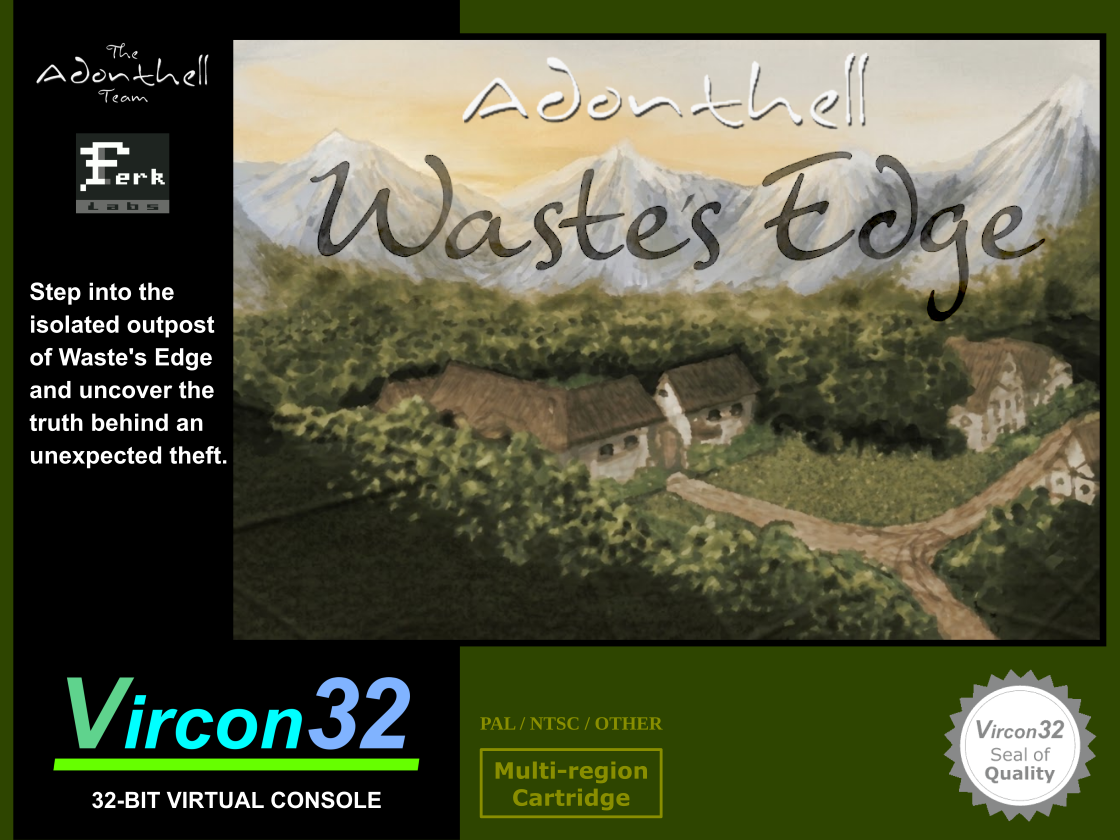 The
Adonthell
Team
Ferk
Labs
Step into the
isolated outpost
of Waste's Edge
and uncover the
truth behind an
unexpected theft.
Adonthell
Waste's Edge
Vircon32
32-BIT VIRTUAL CONSOLE
PAL / NTSC / OTHER
Multi-region
Cartridge
Vircon32
Seal of
Quality